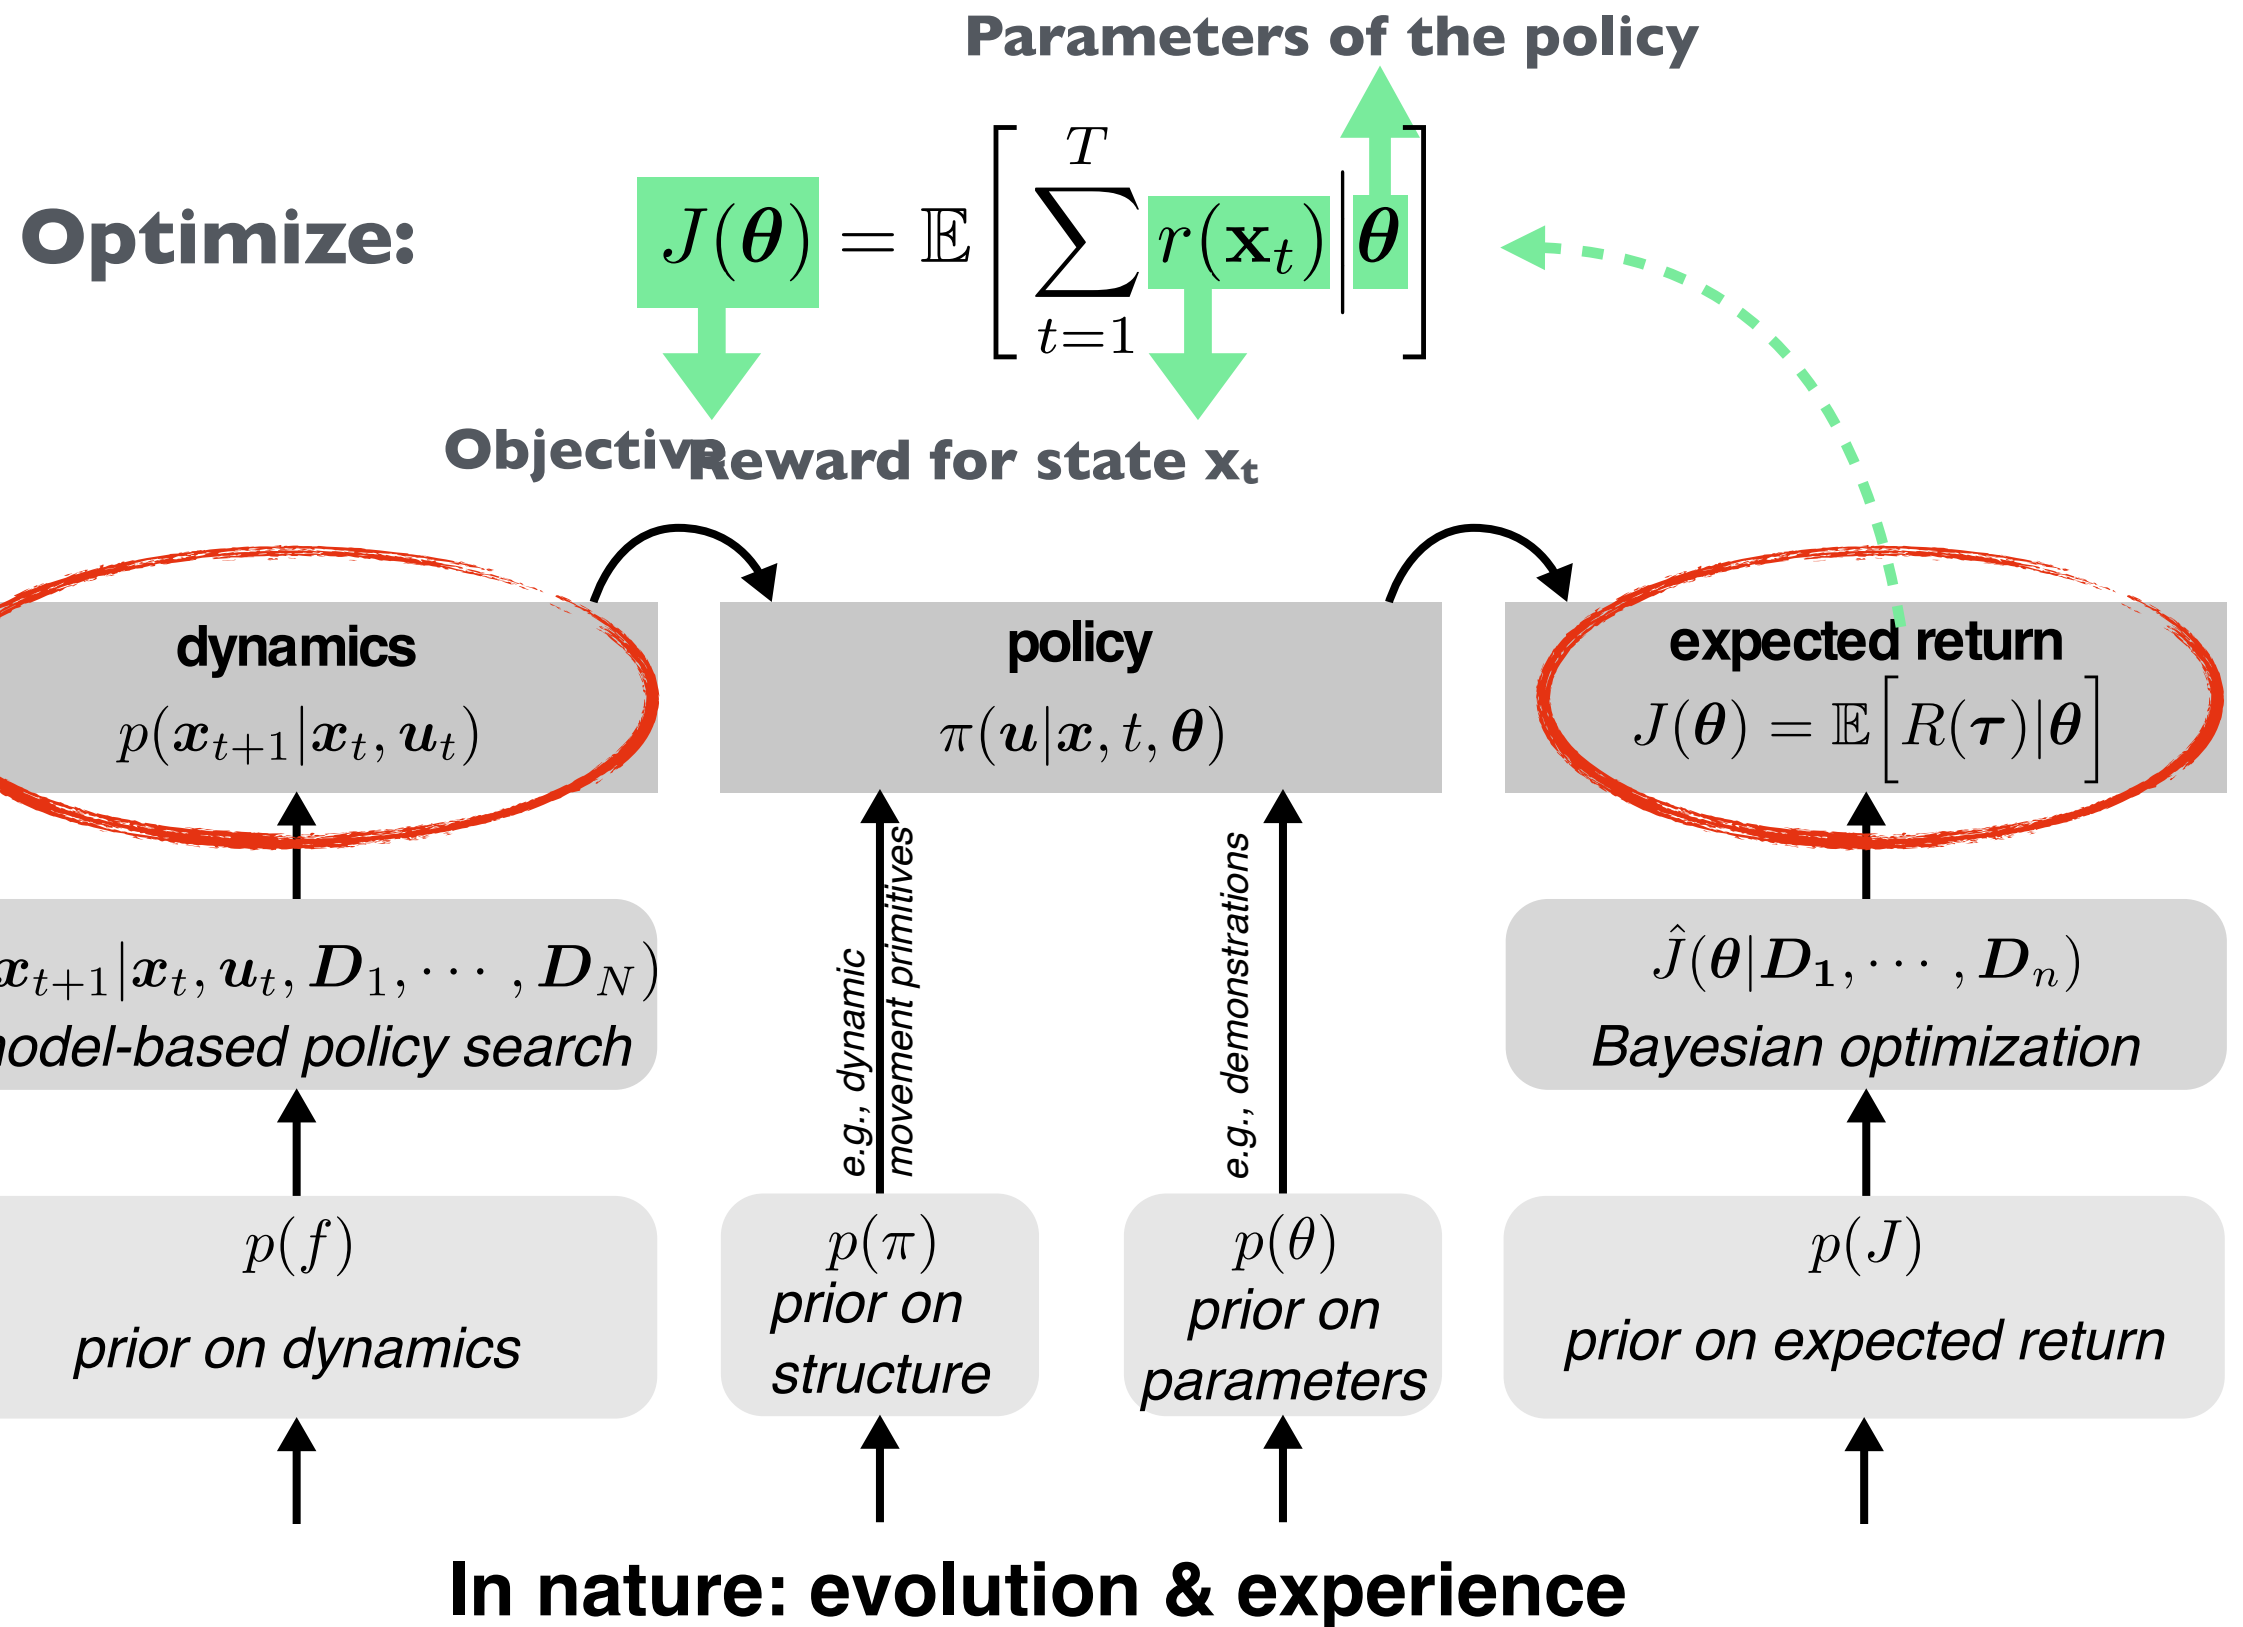 Parameters of the policy
Optimize:
J(θ) = 𝔼[ ∑_{t=1}^{T} r(x_t) | θ ]
Objective
Reward for state x_t
dynamics
p(x_{t+1}|x_t, u_t)
policy
π(u|x, t, θ)
expected return
J(θ) = 𝔼[R(τ)|θ]
x_{t+1}|x_t, u_t, D_1, ⋯ , D_N)
model-based policy search
e.g., dynamic
movement primitives
e.g., demonstrations
Ĵ(θ|D_1, ⋯ , D_n)
Bayesian optimization
p(f)
prior on dynamics
p(π)
prior on
structure
p(θ)
prior on
parameters
p(J)
prior on expected return
In nature: evolution & experience